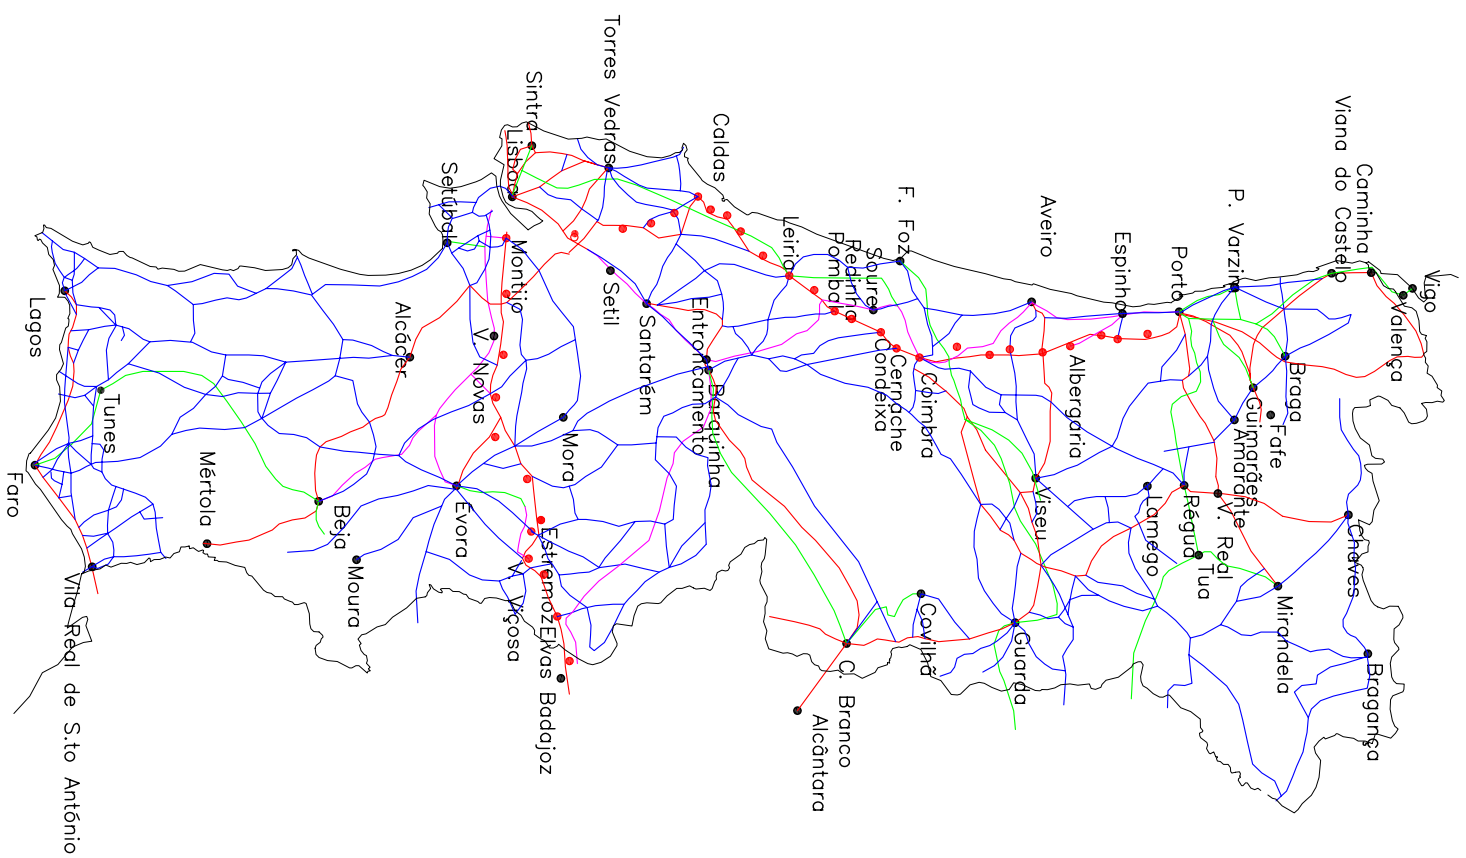 Vigo
Valença
Caminha
Viana do Castelo
Braga
Fafe
Guimarães
P. Varzim
Chaves
Bragança
Mirandela
Amarante
V. Real
Tua
Régua
Porto
Lamego
Espinho
Albergaria
Aveiro
Viseu
Guarda
Coimbra
F. Foz
Cernache
Condeixa
Soure
Redinha
Pombal
Covilhã
C. Branco
Alcântara
Leiria
Caldas
Barquinha
Entroncamento
Santarém
Setil
Torres Vedras
Mora
Sintra
Lisboa
Montijo
Estremoz
Elvas
Badajoz
V. Viçosa
V. Novas
Évora
Setúbal
Alcácer
Moura
Beja
Mértola
Tunes
Lagos
Faro
Vila Real de S.to António